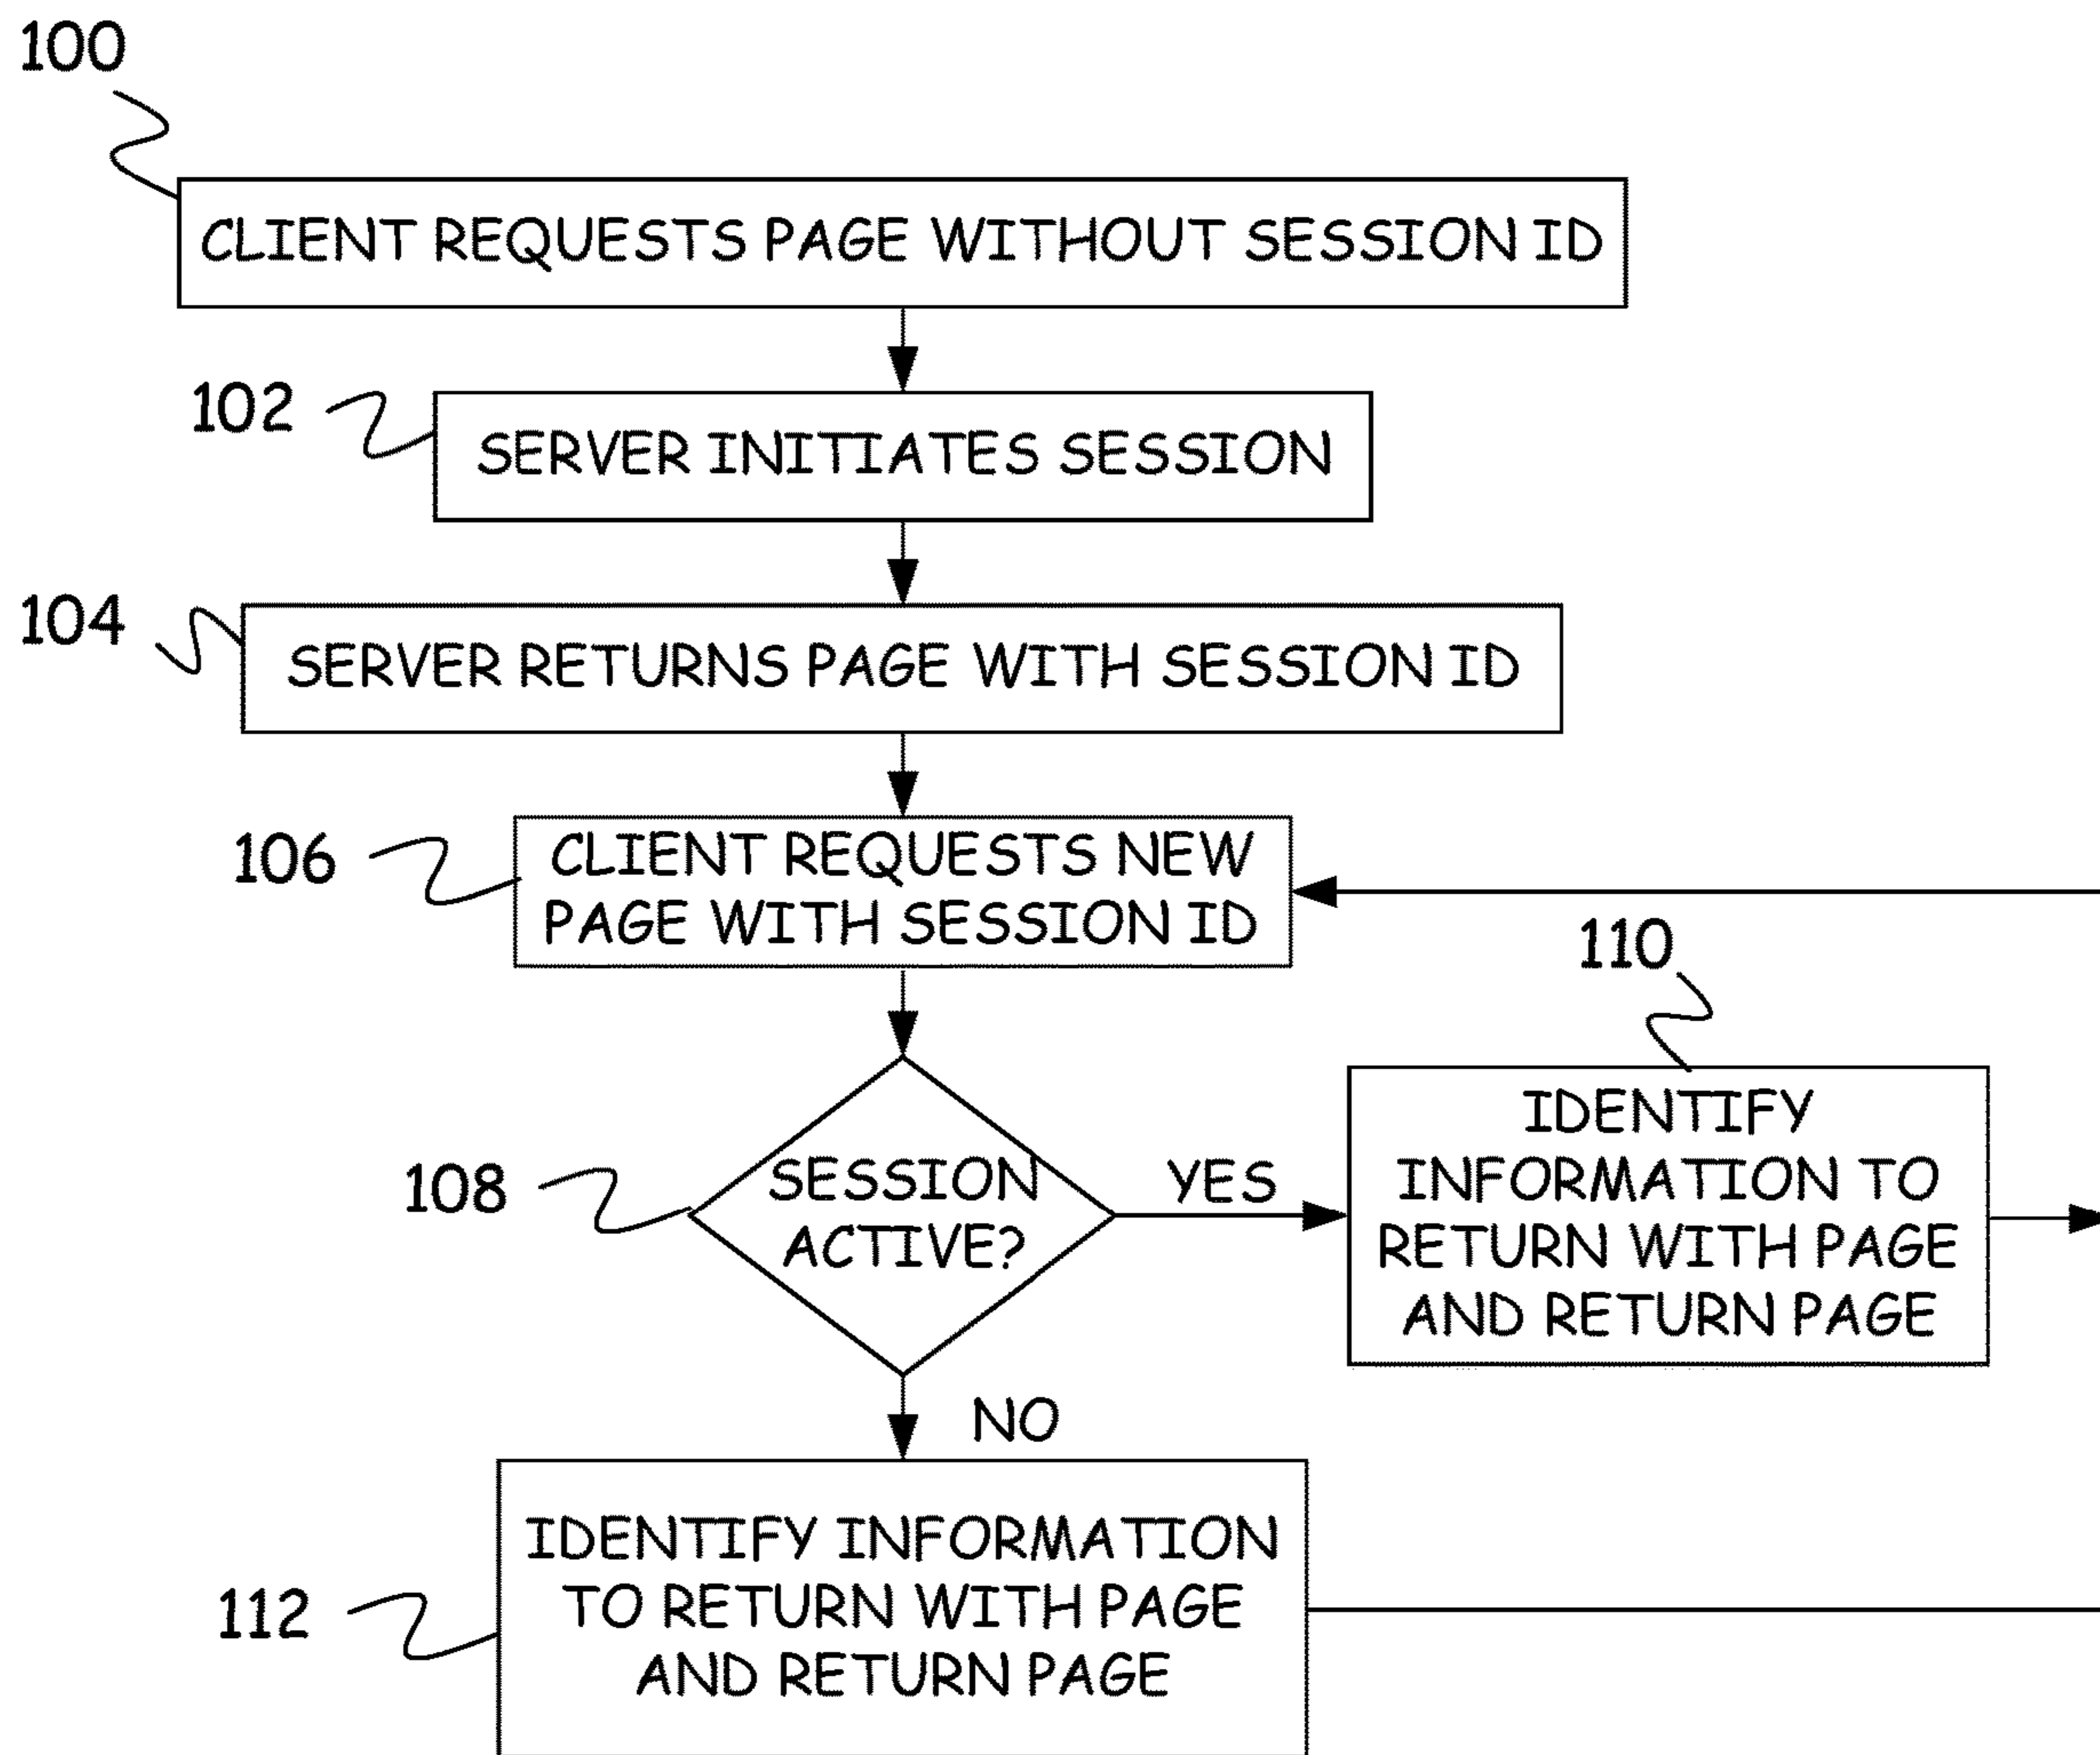 100
CLIENT REQUESTS PAGE WITHOUT SESSION ID
102
SERVER INITIATES SESSION
104
SERVER RETURNS PAGE WITH SESSION ID
106
CLIENT REQUESTS NEW
PAGE WITH SESSION ID
110
108
SESSION
ACTIVE?
YES
IDENTIFY
INFORMATION TO
RETURN WITH PAGE
AND RETURN PAGE
NO
112
IDENTIFY INFORMATION
TO RETURN WITH PAGE
AND RETURN PAGE